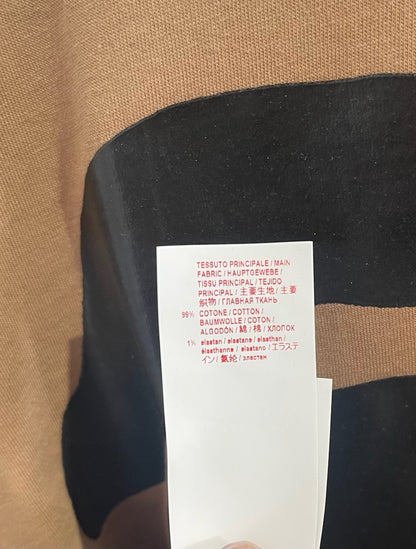 TESSUTO PRINCIPALE / MAIN
FABRIC / HAUPTGEWEBE /
TISSU PRINCIPAL / TEJIDO
PRINCIPAL / 主要生地 / 主要
织物 / ГЛАВНАЯ ТКАНЬ
99% COTONE / COTTON /
BAUMWOLLE / COTON /
ALGODÓN / 綿 / 棉 / ХЛОПОК
1% elastan / elastane / elasthan /
élasthanne / elastano / エラステ
イン / 氨纶 / эластан